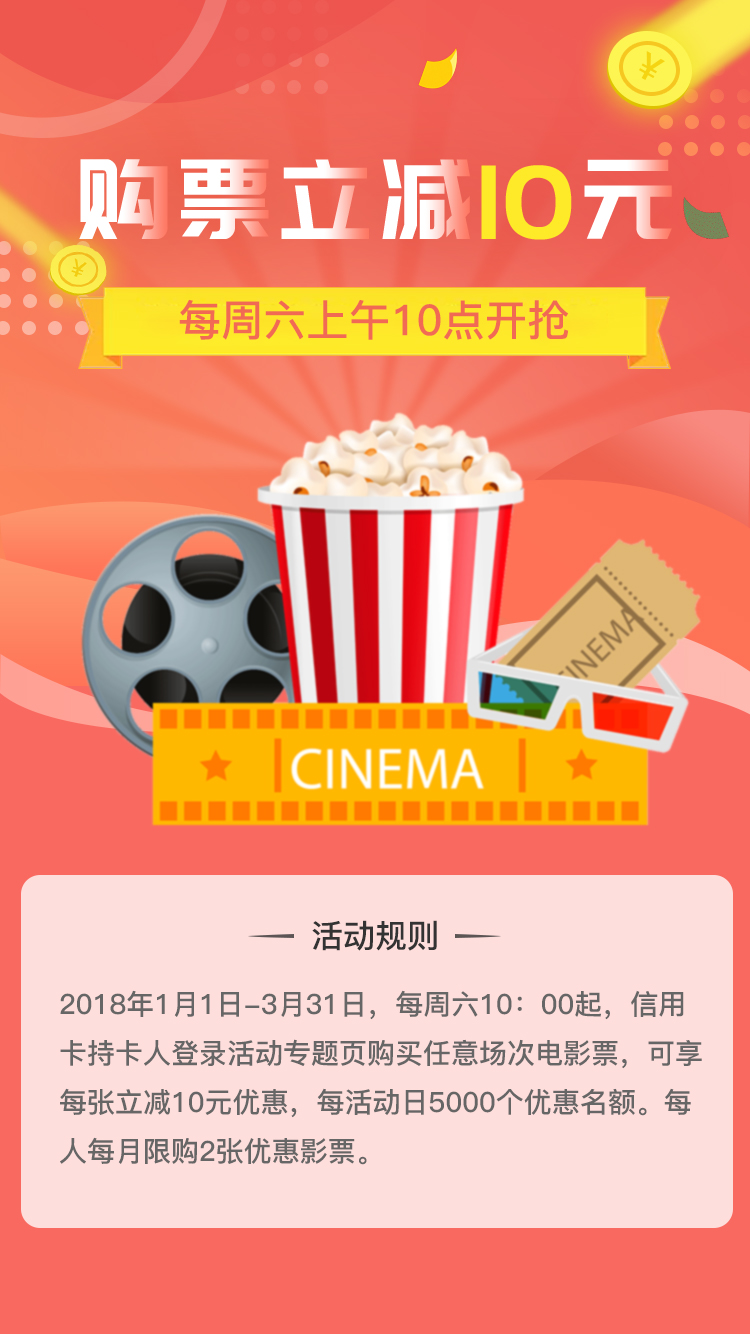 购票立减10元
每周六上午10点开抢
CINEMA
CINEMA
活动规则
2018年1月1日-3月31日，每周六10：00起，信用
卡持卡人登录活动专题页购买任意场次电影票，可享
每张立减10元优惠，每活动日5000个优惠名额。每
人每月限购2张优惠影票。